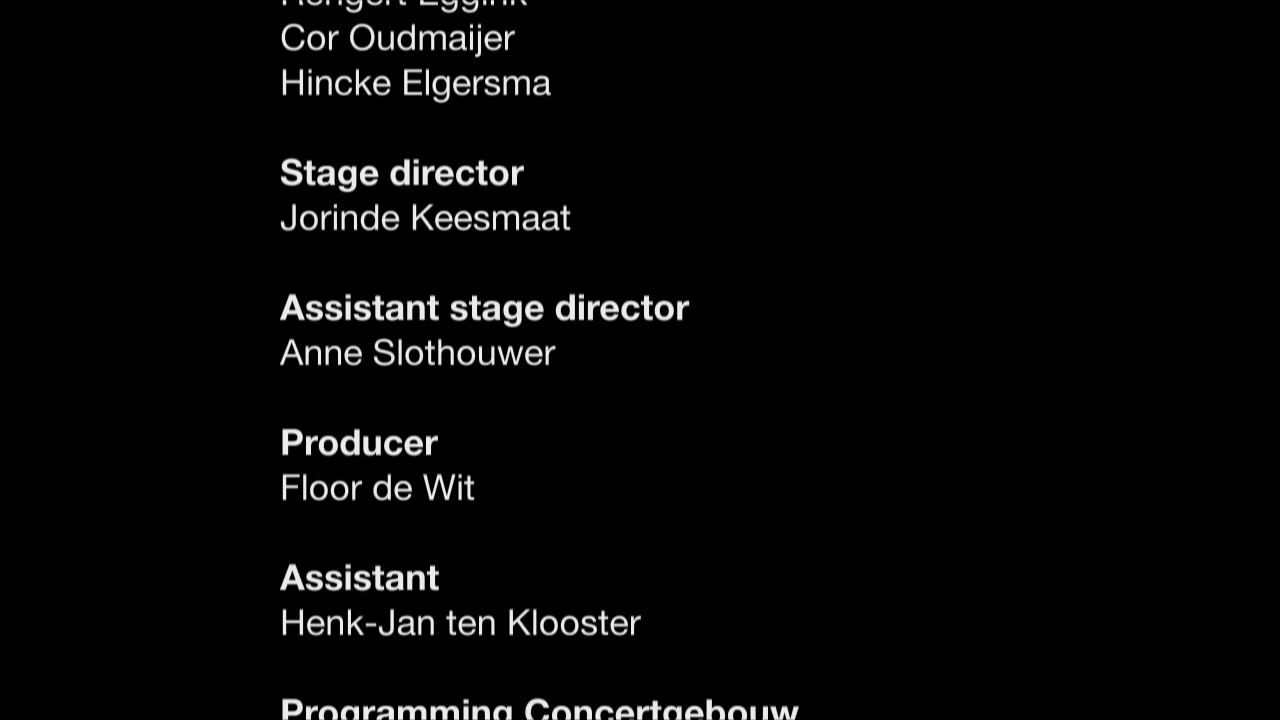 Cor Oudmaijer
Hincke Elgersma
Stage director
Jorinde Keesmaat
Assistant stage director
Anne Slothouwer
Producer
Floor de Wit
Assistant
Henk-Jan ten Klooster
Programming Concertgebouw